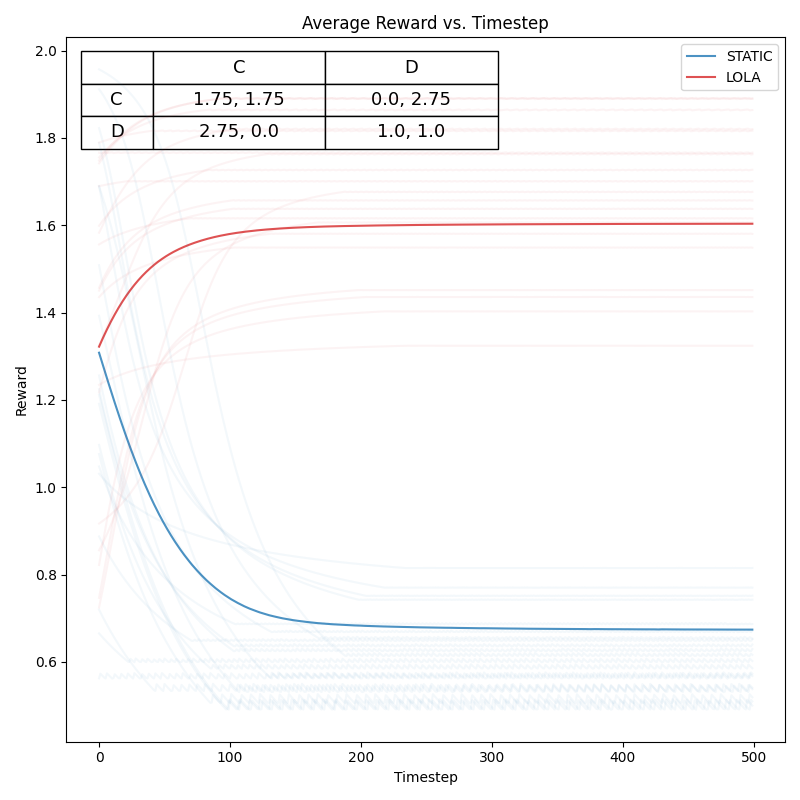 Average Reward vs. Timestep
C D
C 1.75, 1.75 0.0, 2.75
D 2.75, 0.0 1.0, 1.0
STATIC
LOLA
2.0
1.8
1.6
1.4
1.2
1.0
0.8
0.6
Reward
0 100 200 300 400 500
Timestep